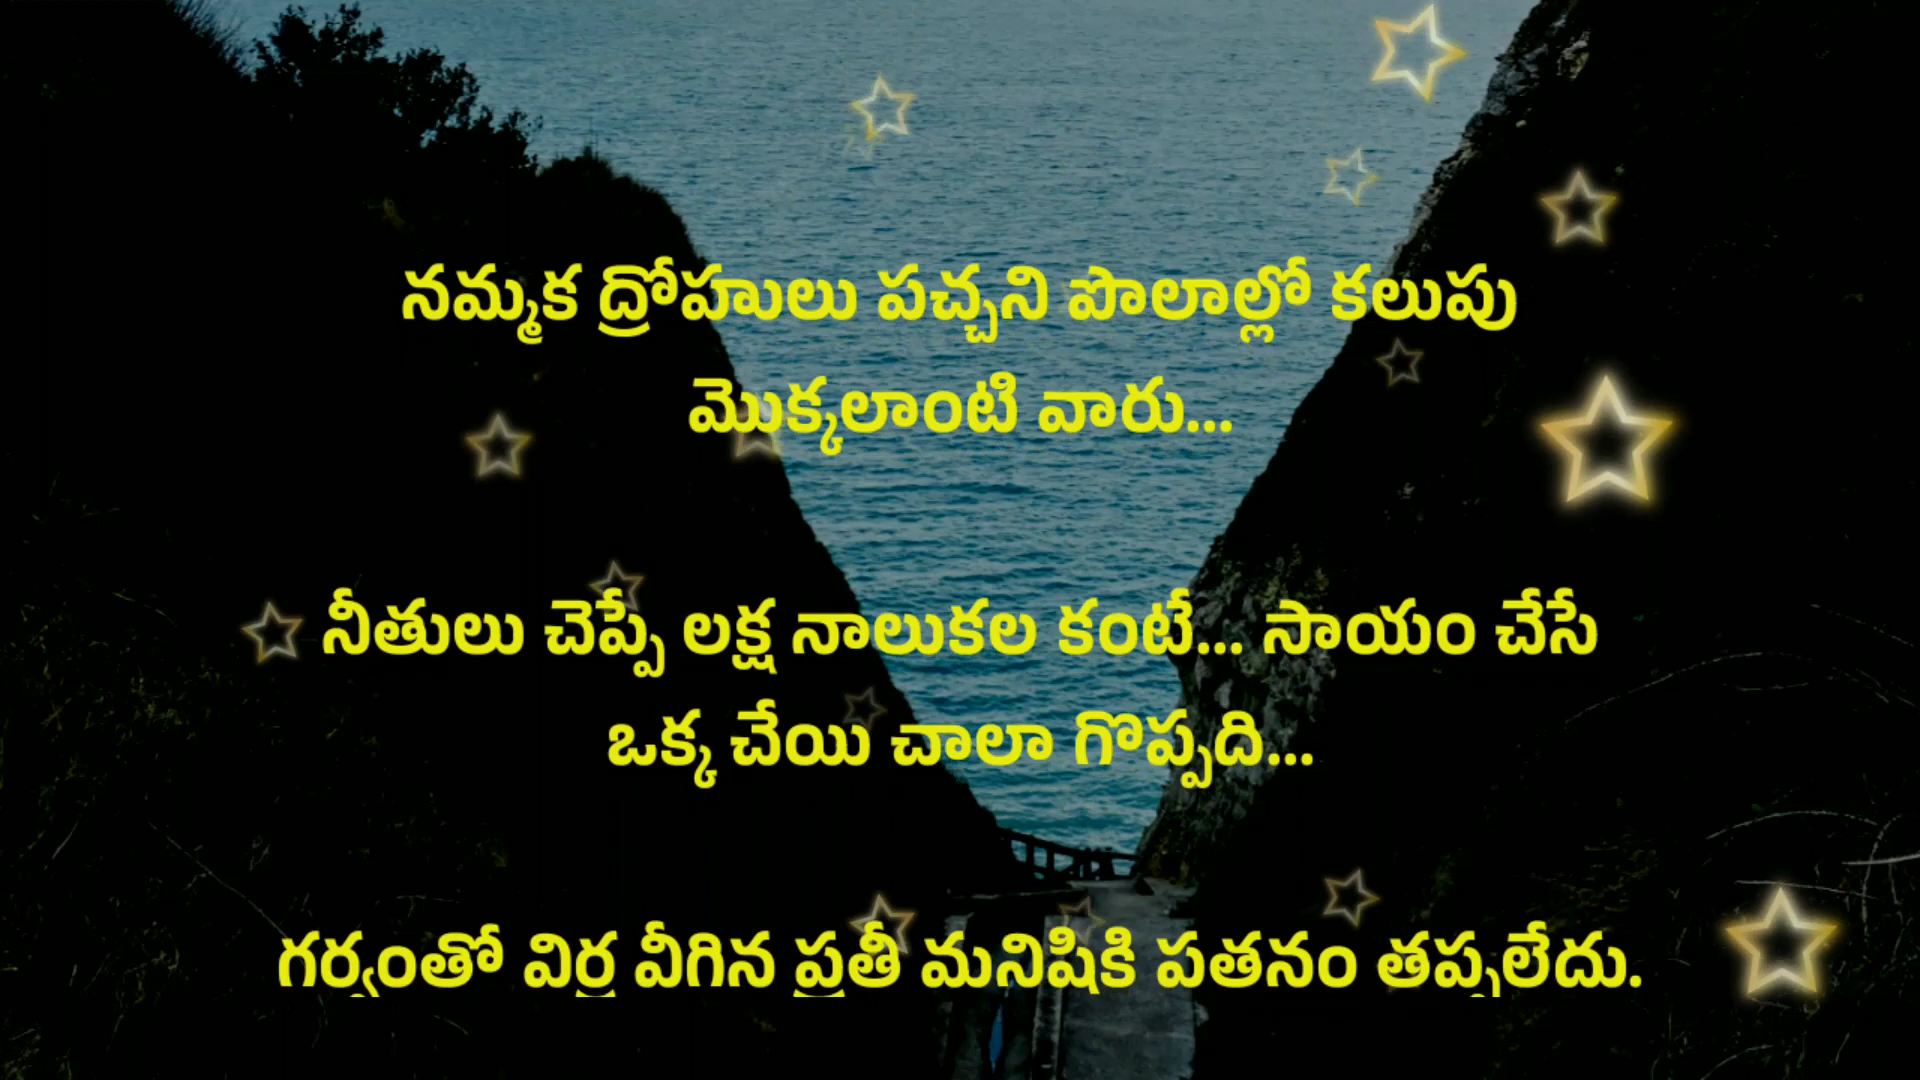 నమ్మక ద్రోహులు పచ్చని పొలాల్లో కలుపు
మొక్కలాంటి వారు...
నీతులు చెప్పే లక్ష నాలుకల కంటే... సాయం చేసే
ఒక్క చేయి చాలా గొప్పది...
గర్వంతో విర్ర వీగిన ప్రతీ మనిషికి పతనం తప్పలేదు.